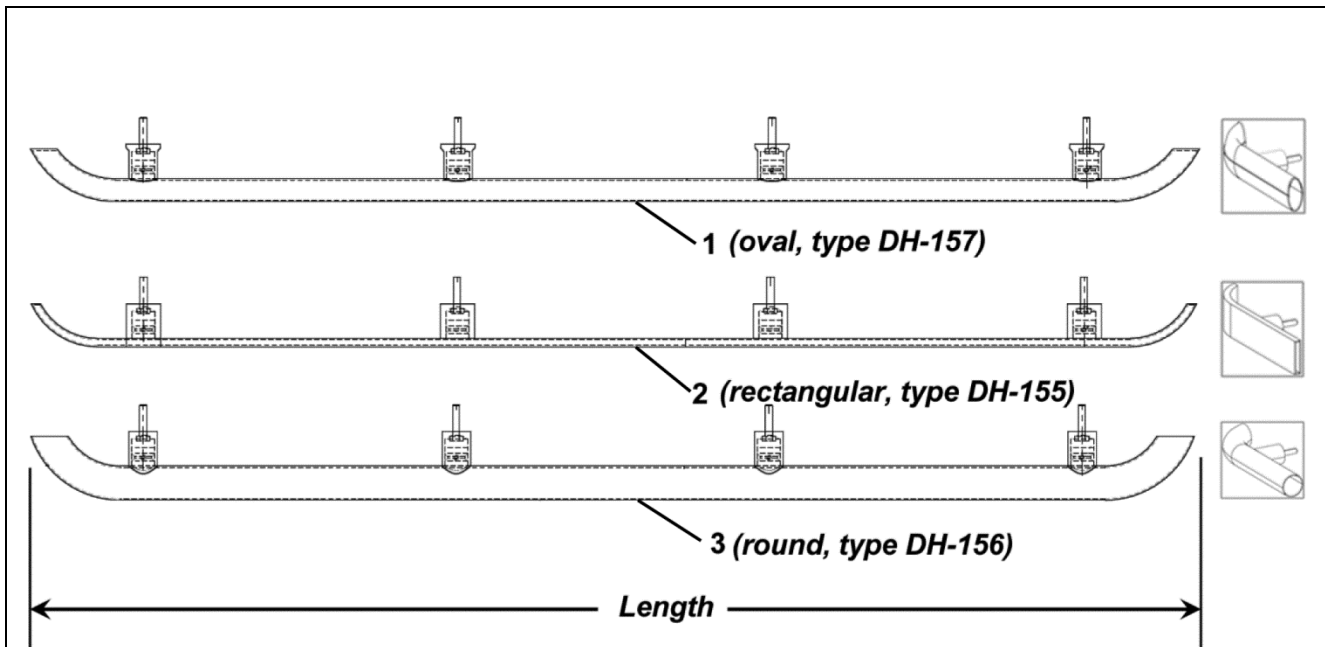 1 (oval, type DH-157)
2 (rectangular, type DH-155)
3 (round, type DH-156)
Length